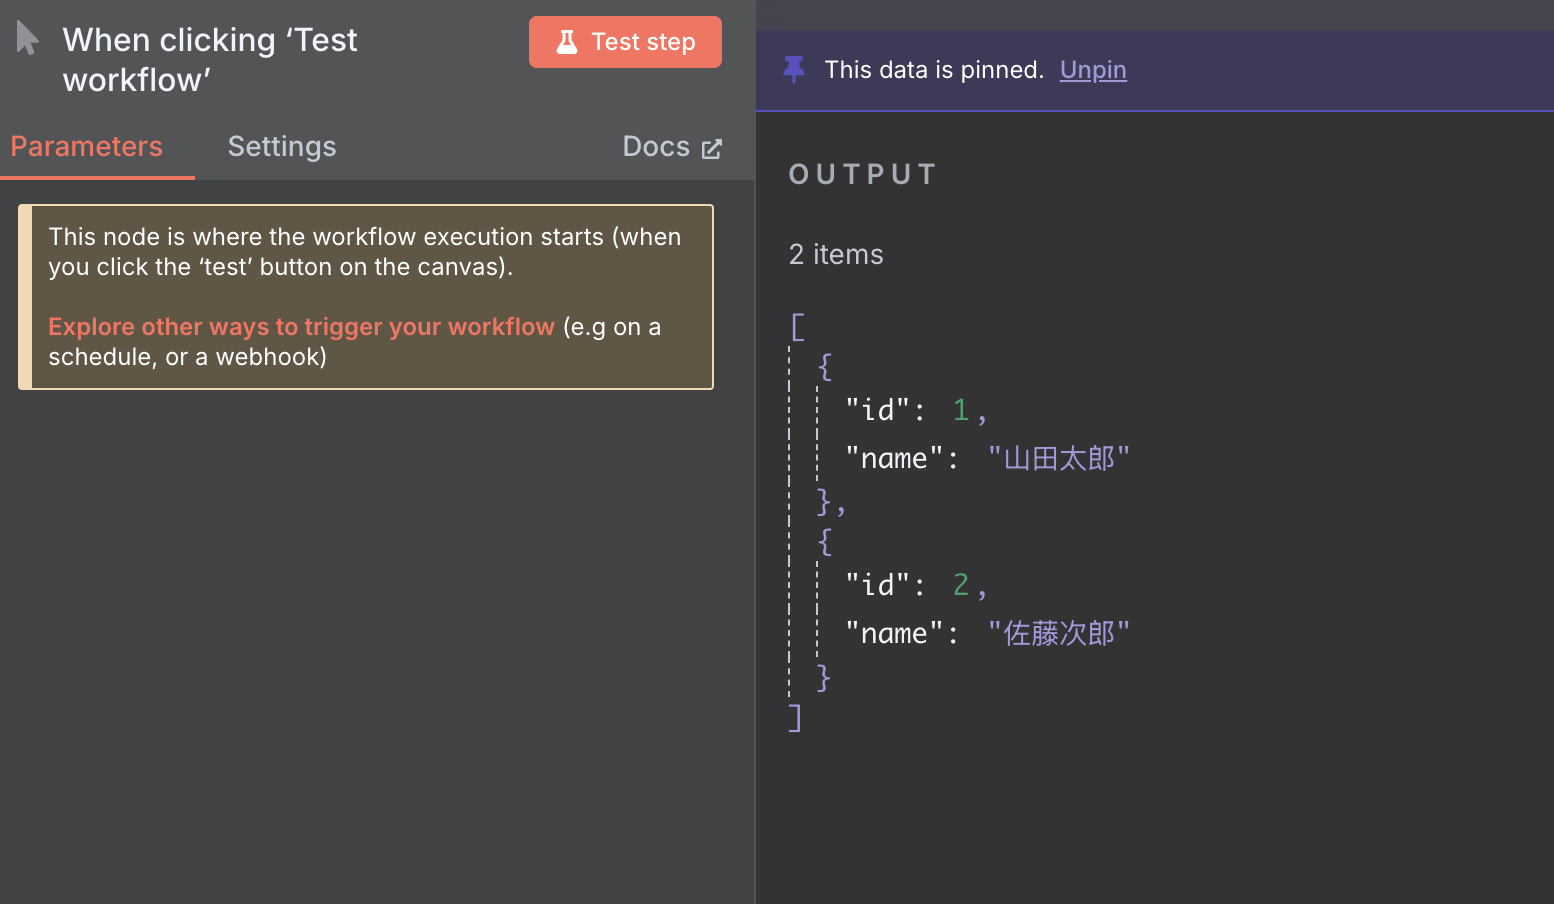 When clicking ‘Test
workflow’
Test step
Parameters
Settings
Docs
This node is where the workflow execution starts (when
you click the ‘test’ button on the canvas).
Explore other ways to trigger your workflow (e.g on a
schedule, or a webhook)
This data is pinned. Unpin
OUTPUT
2 items
[
{
"id": 1,
"name": "山田太郎"
},
{
"id": 2,
"name": "佐藤次郎"
}
]